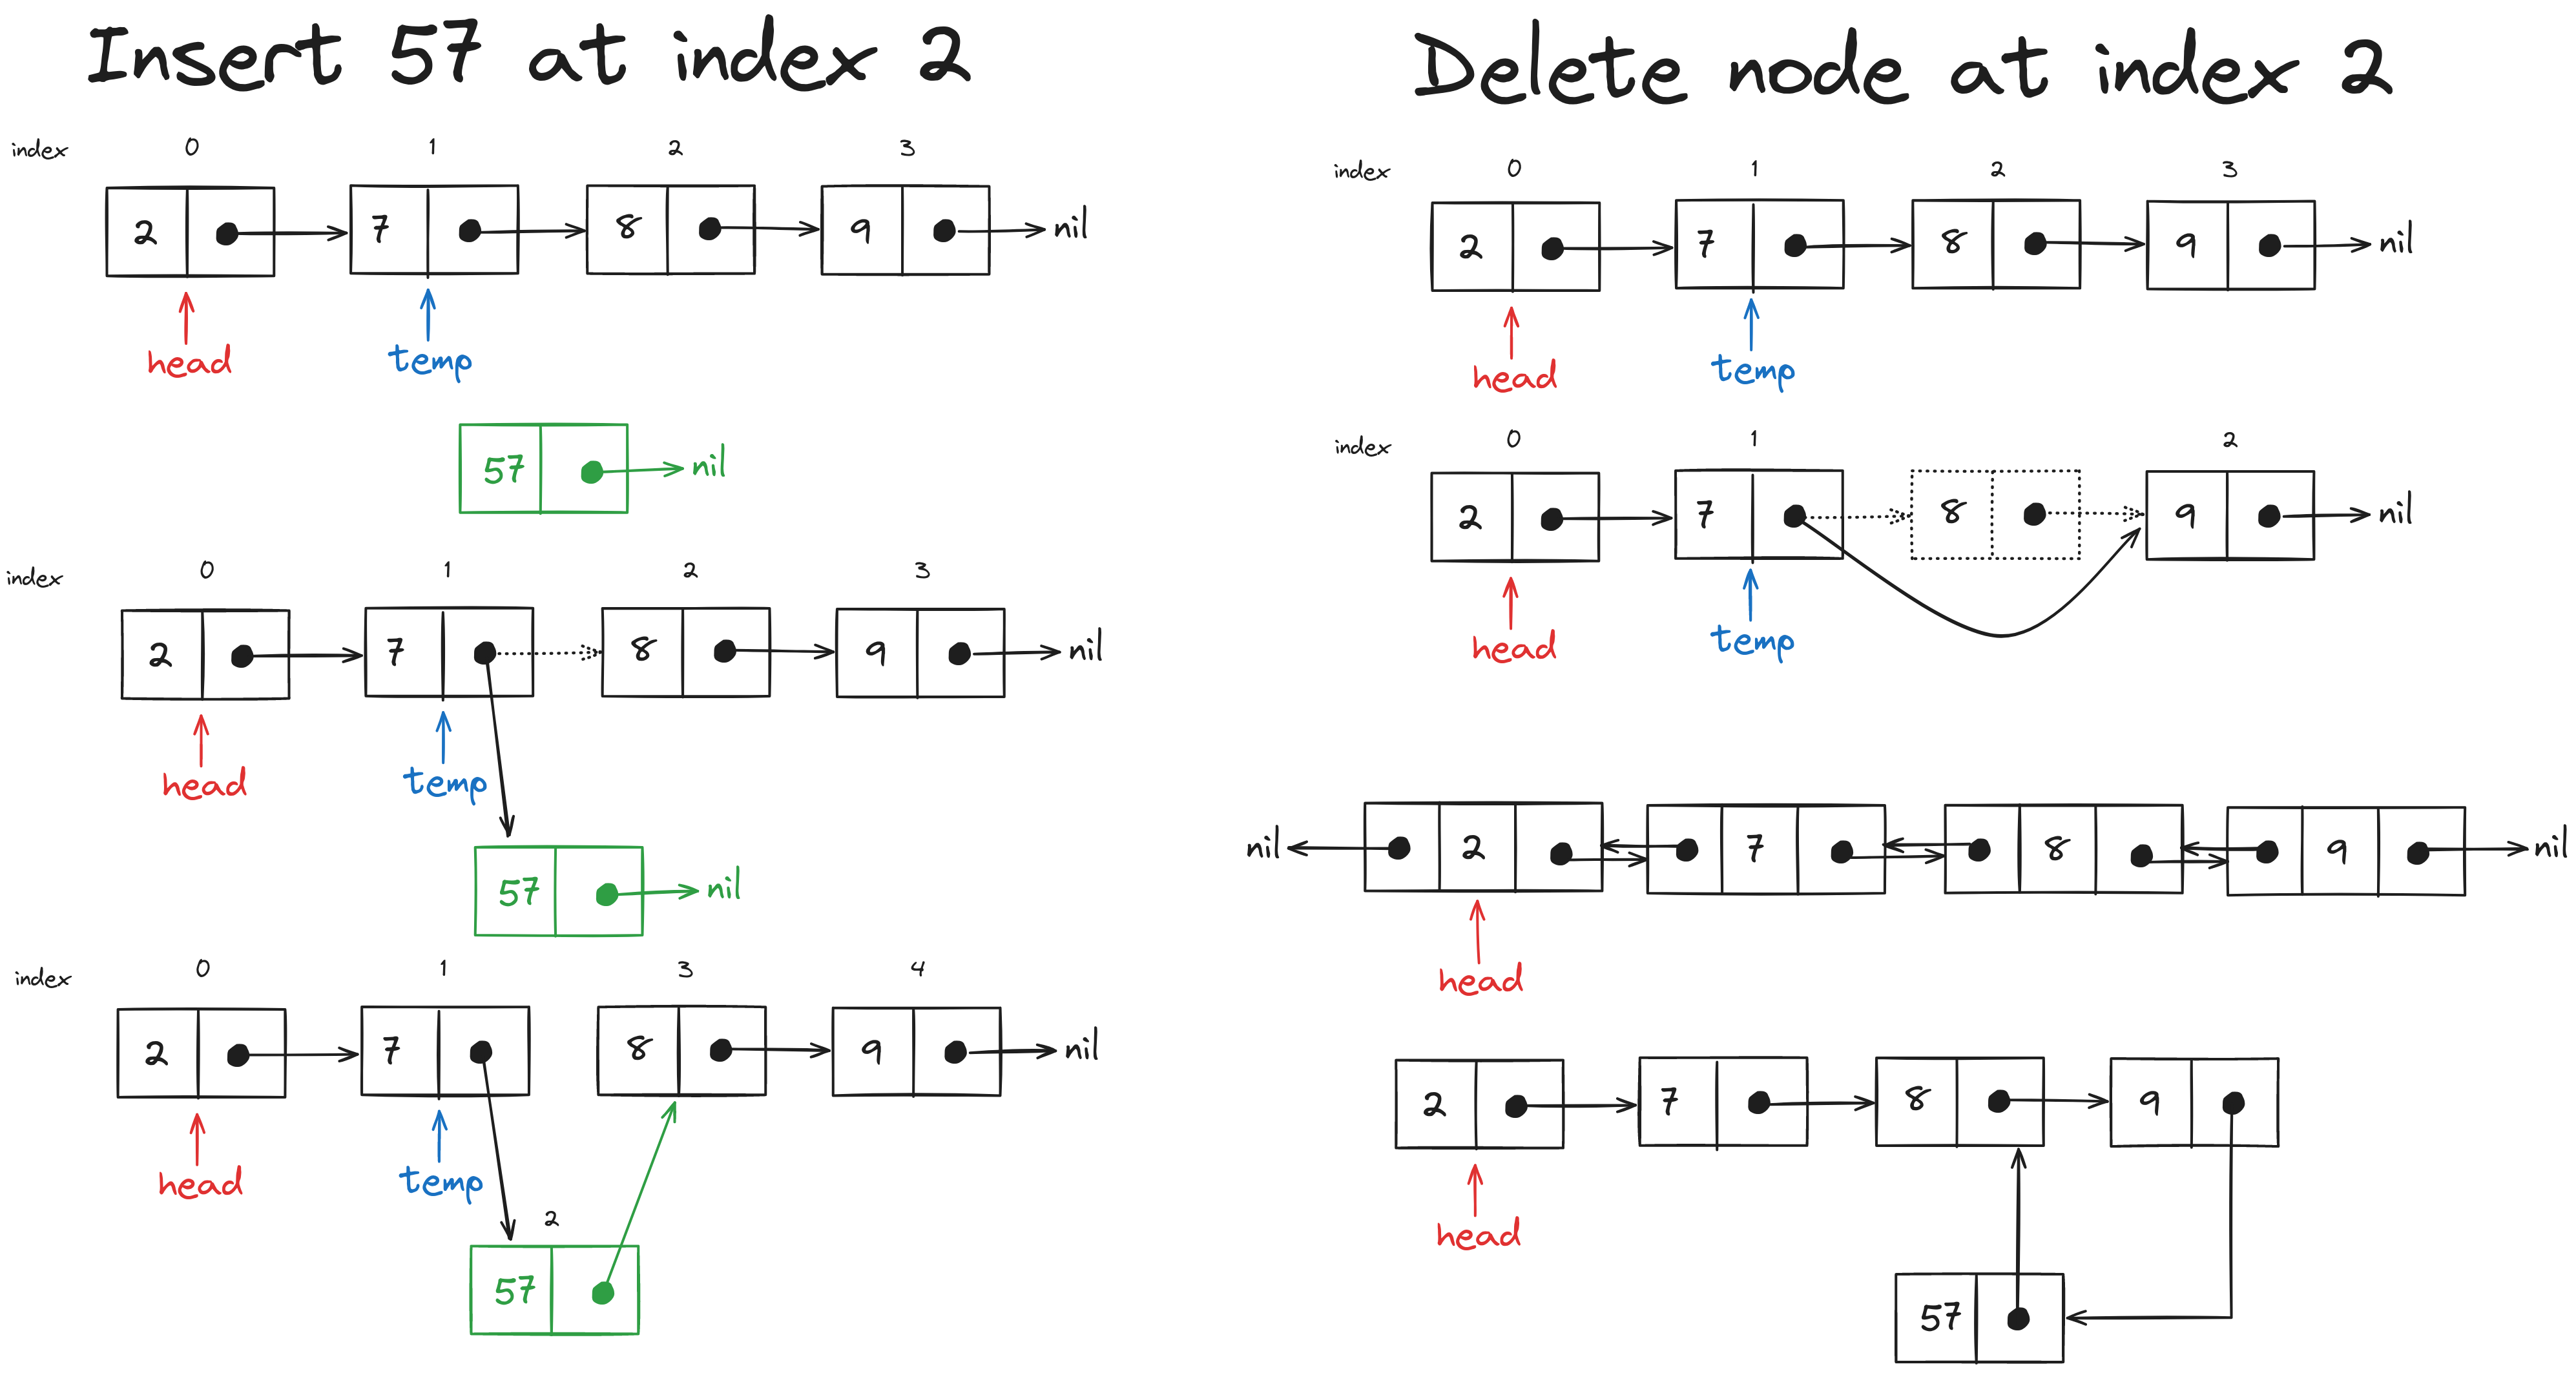 Insert 57 at index 2
index 0 1 2 3
2 7 8 9 nil
head temp
57 nil
index 0 1 2 3
2 7 8 9 nil
head temp
57 nil
index 0 1 3 4
2 7 8 9 nil
head temp
2
57
Delete node at index 2
index 0 1 2 3
2 7 8 9 nil
head temp
index 0 1 2
2 7 8 9 nil
head temp
nil 2 7 8 9 nil
head
2 7 8 9
head
57